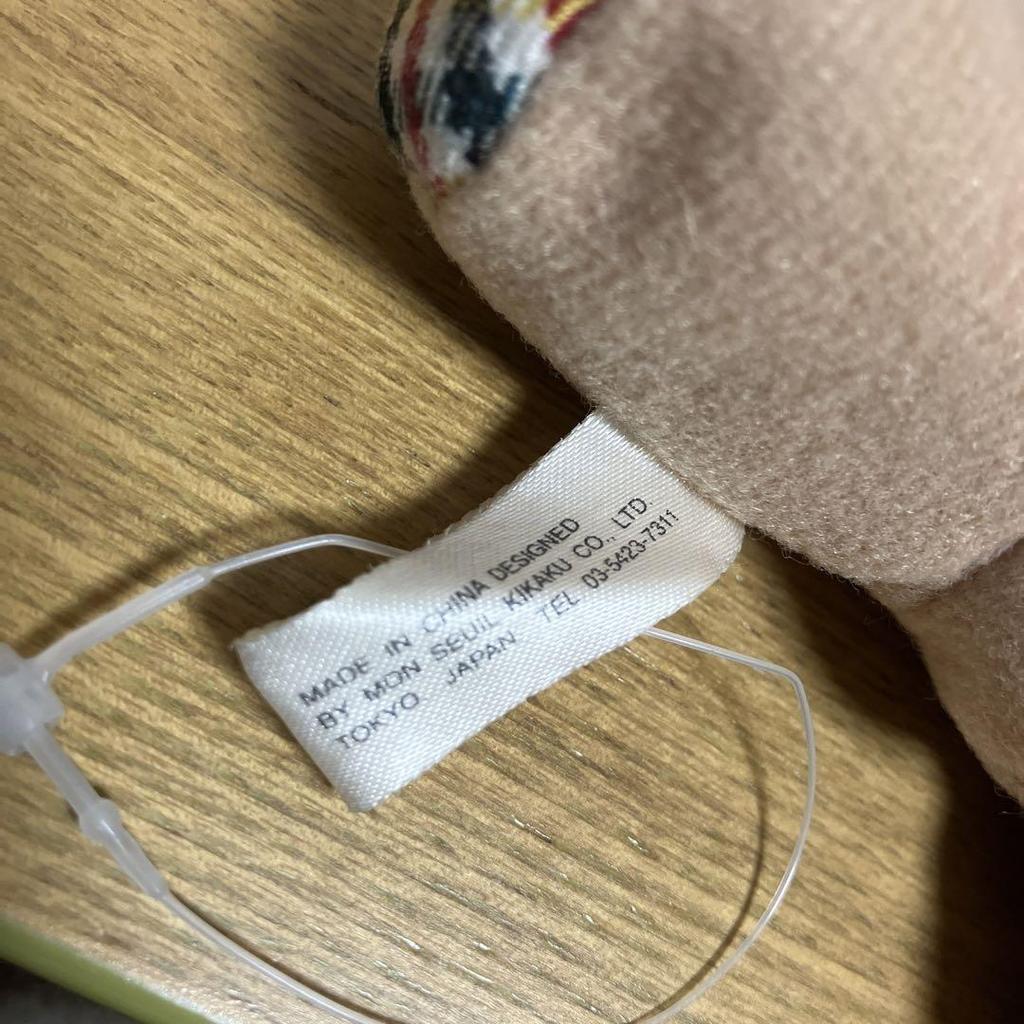 MADE IN CHINA DESIGNED
BY MON SEUIL KIKAKU CO., LTD
TOKYO JAPAN TEL 03-5423-7311